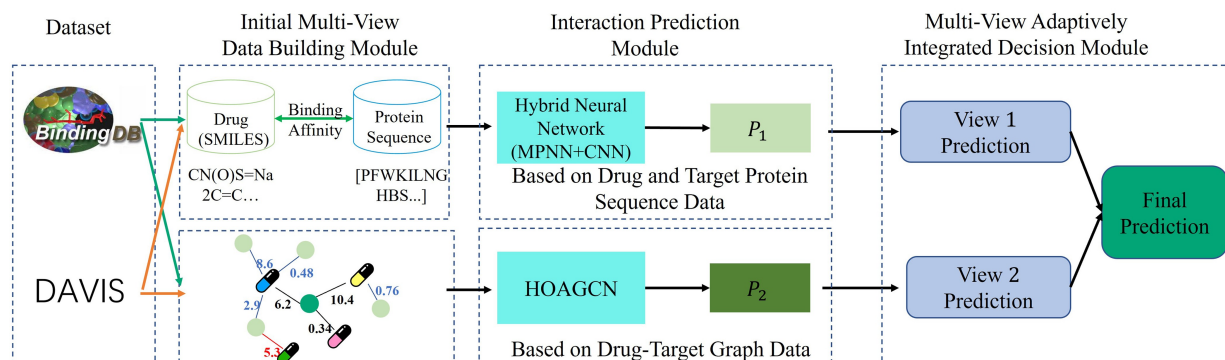 Dataset
Initial Multi-View
Data Building Module
Interaction Prediction
Module
Multi-View Adaptively
Integrated Decision Module
BindingDB
Drug
(SMILES)
Binding
Affinity
Protein
Sequence
CN(O)S=Na
2C=C…
[PFWKILNG
HBS...]
Hybrid Neural
Network
(MPNN+CNN)
P1
Based on Drug and Target Protein
Sequence Data
View 1
Prediction
Final
Prediction
DAVIS
8.6
0.48
2.9
6.2
10.4
0.76
0.34
5.3
HOAGCN
P2
Based on Drug-Target Graph Data
View 2
Prediction